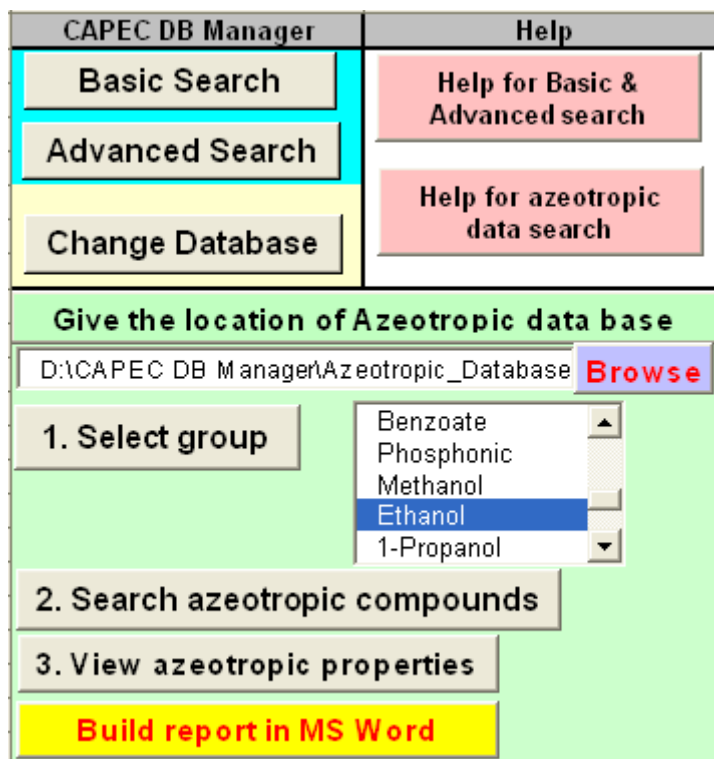 CAPEC DB Manager
Help
Basic Search
Advanced Search
Change Database
Help for Basic &
Advanced search
Help for azeotropic
data search
Give the location of Azeotropic data base
D:\CAPEC DB Manager\Azeotropic_Database
Browse
1. Select group
Benzoate
Phosphonic
Methanol
Ethanol
1-Propanol
2. Search azeotropic compounds
3. View azeotropic properties
Build report in MS Word